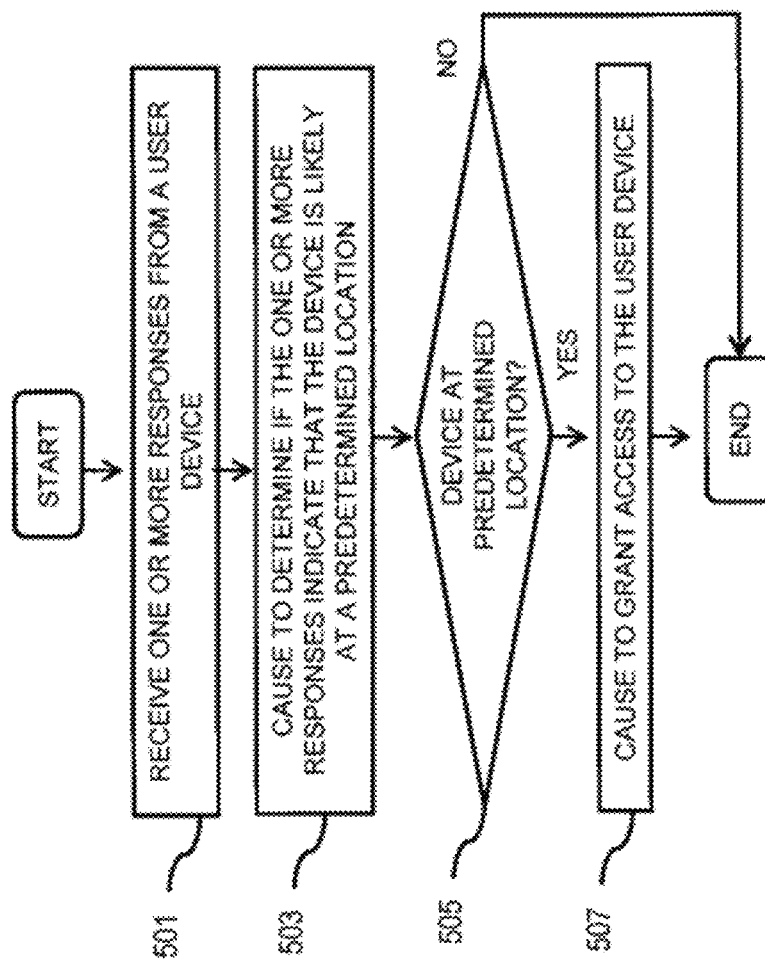 START
501
RECEIVE ONE OR MORE RESPONSES FROM A USER
DEVICE
503
CAUSE TO DETERMINE IF THE ONE OR MORE
RESPONSES INDICATE THAT THE DEVICE IS LIKELY
AT A PREDETERMINED LOCATION
505
DEVICE AT
PREDETERMINED
LOCATION?
NO
YES
507
CAUSE TO GRANT ACCESS TO THE USER DEVICE
END